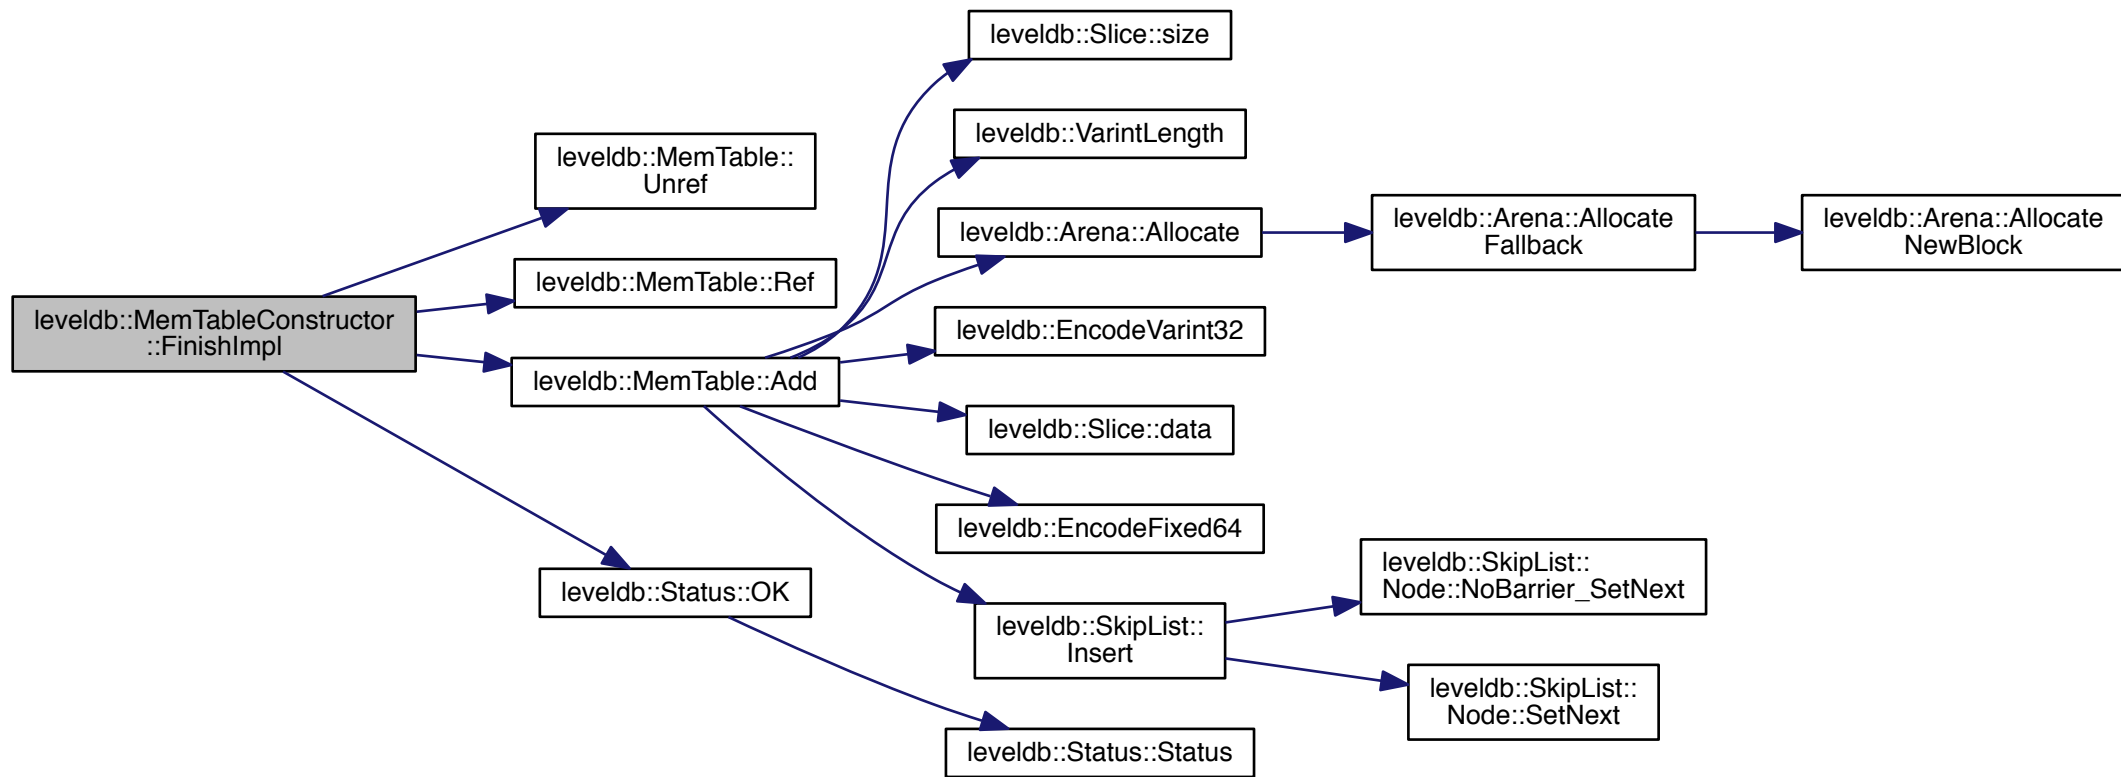 leveldb::MemTableConstructor
::FinishImpl
leveldb::MemTable::
Unref
leveldb::MemTable::Ref
leveldb::MemTable::Add
leveldb::Status::OK
leveldb::Slice::size
leveldb::VarintLength
leveldb::Arena::Allocate
leveldb::EncodeVarint32
leveldb::Slice::data
leveldb::EncodeFixed64
leveldb::SkipList::
Insert
leveldb::Status::Status
leveldb::Arena::Allocate
Fallback
leveldb::SkipList::
Node::NoBarrier_SetNext
leveldb::SkipList::
Node::SetNext
leveldb::Arena::Allocate
NewBlock